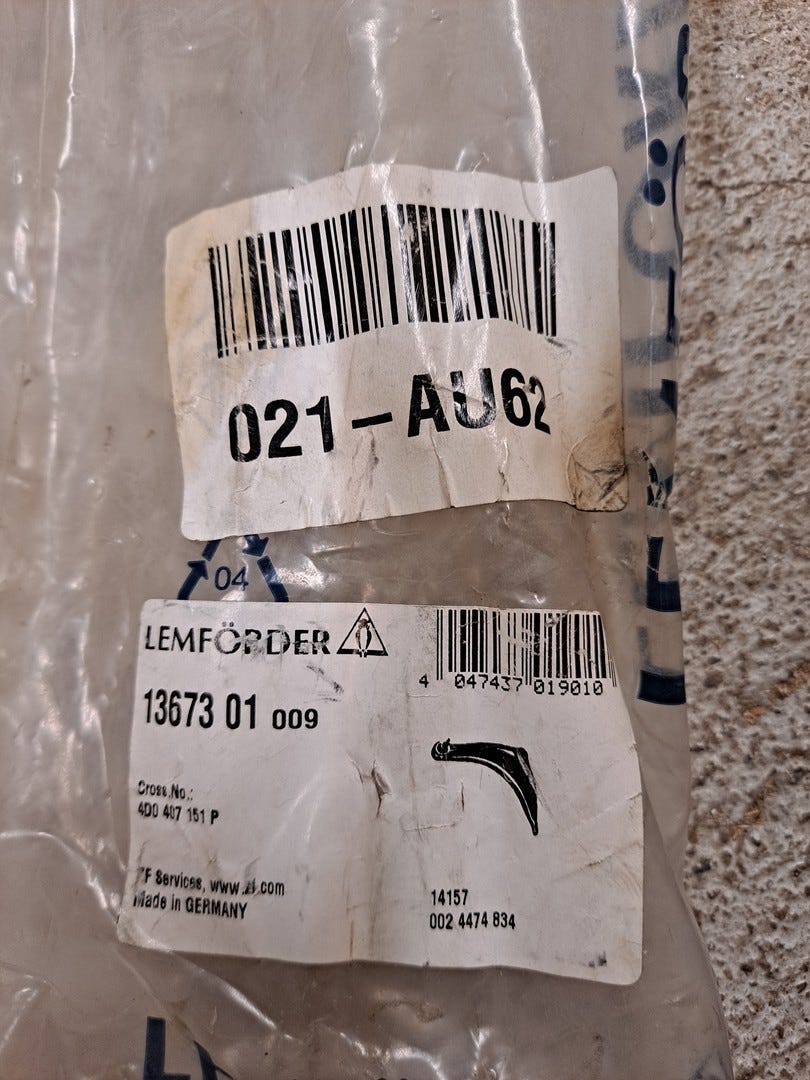 021-AU62
04
LEMFÖRDER
4 047437 019010
13673 01 009
Cross.No.:
4D0 407 151 P
ZF Services, www.zf.com
Made in GERMANY
14157
002 4474 834